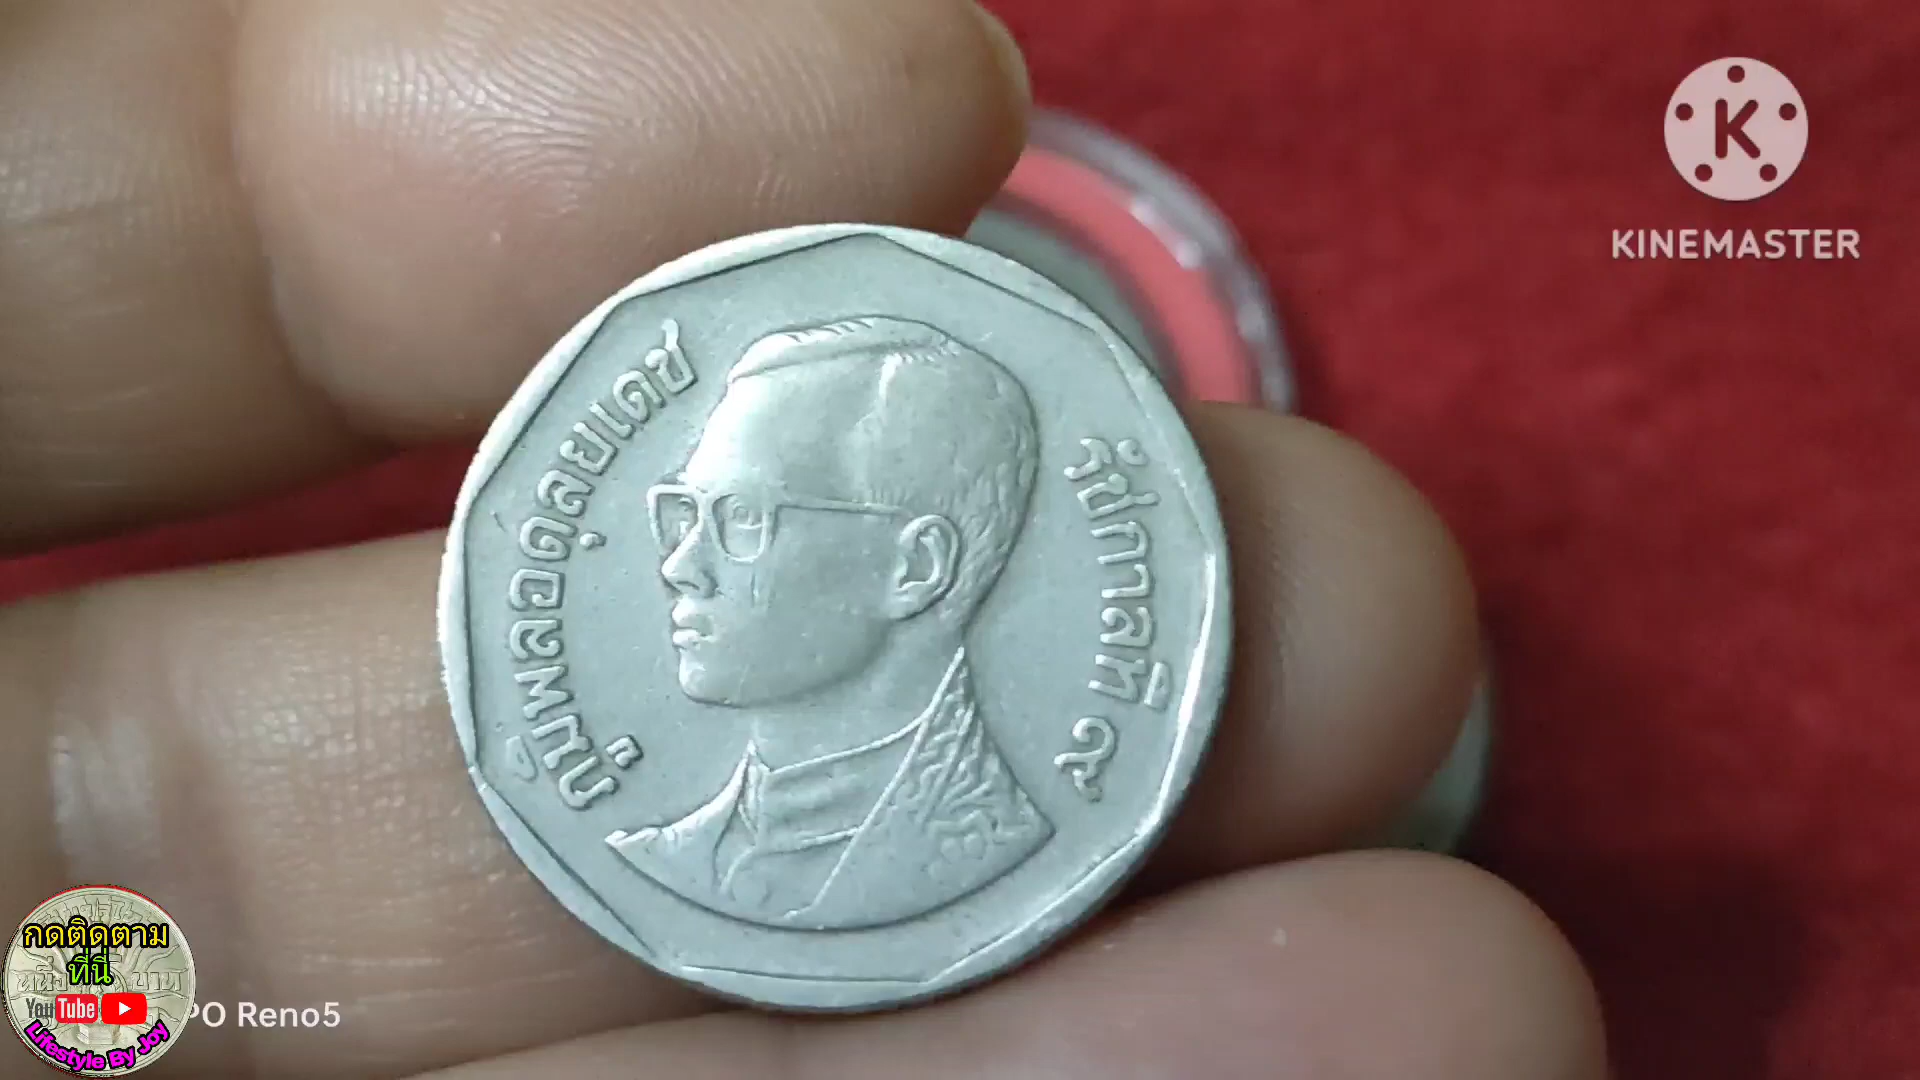 KINEMASTER
ภูมิพลอดุลยเดช
รัชกาลที่ ๙
กดติดตาม
ที่นี่
YouTube
Lifestyle By Joy
PO Reno5